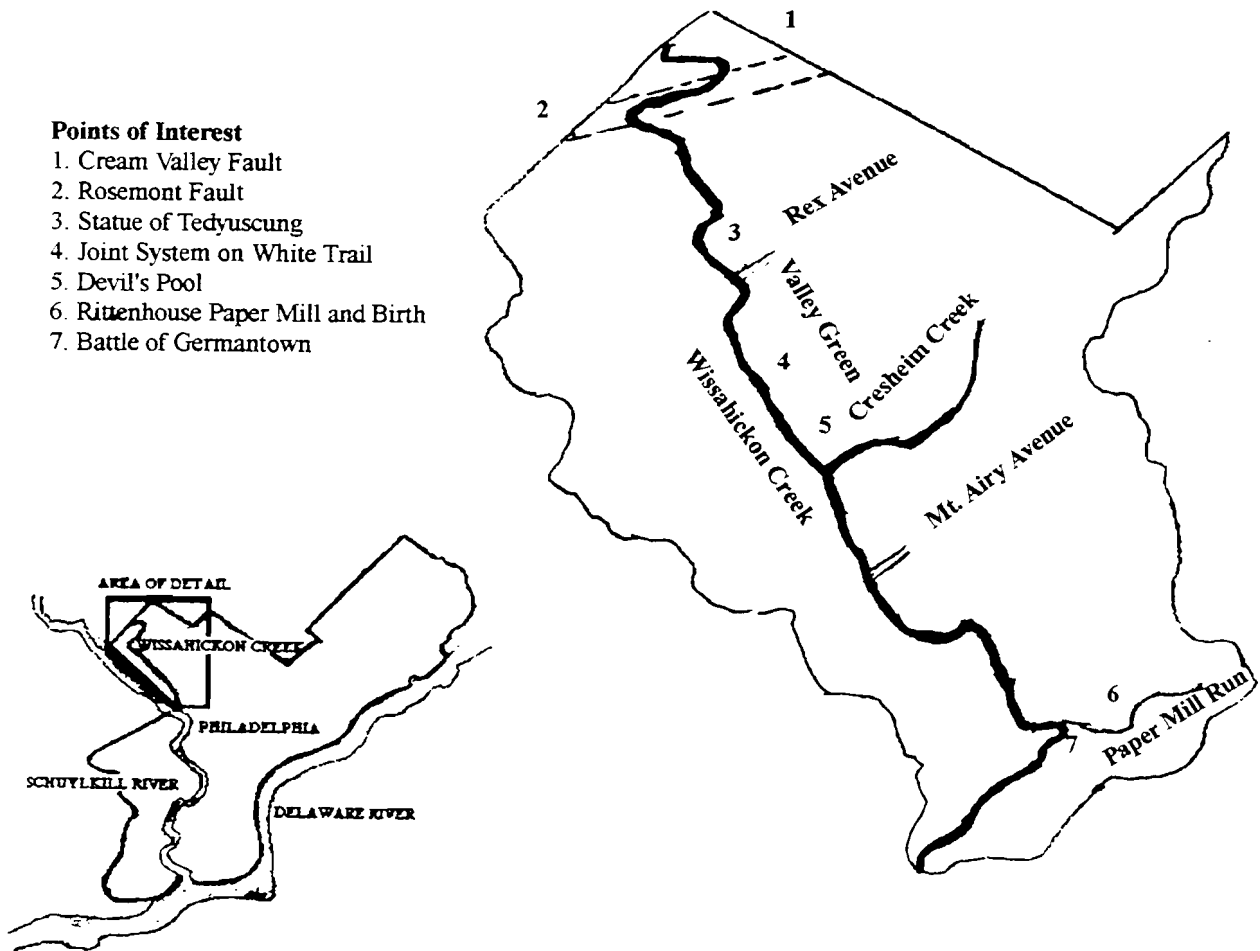 1
2
Points of Interest
1. Cream Valley Fault
2. Rosemont Fault
3. Statue of Tedyuscung
4. Joint System on White Trail
5. Devil's Pool
6. Rittenhouse Paper Mill and Birth
7. Battle of Germantown
Rex Avenue
3
Valley Green
4
Wissahickon Creek
Cresheim Creek
5
Mt. Airy Avenue
6
Paper Mill Run
AREA OF DETAIL
WISSAHICKON CREEK
PHILADELPHIA
SCHUYLKILL RIVER
DELAWARE RIVER